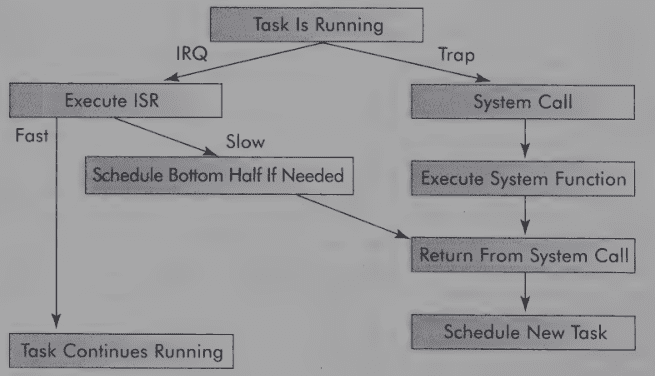 Task Is Running
IRQ
Trap
Execute ISR
System Call
Fast
Slow
Schedule Bottom Half If Needed
Execute System Function
Return From System Call
Schedule New Task
Task Continues Running